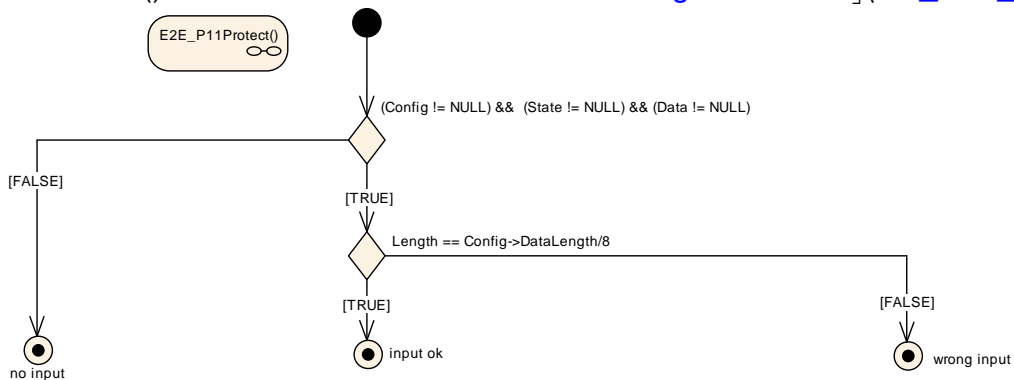 E2E_P11Protect()
(Config != NULL) && (State != NULL) && (Data != NULL)
[FALSE]
[TRUE]
Length == Config->DataLength/8
[TRUE]
[FALSE]
input ok
wrong input
no input